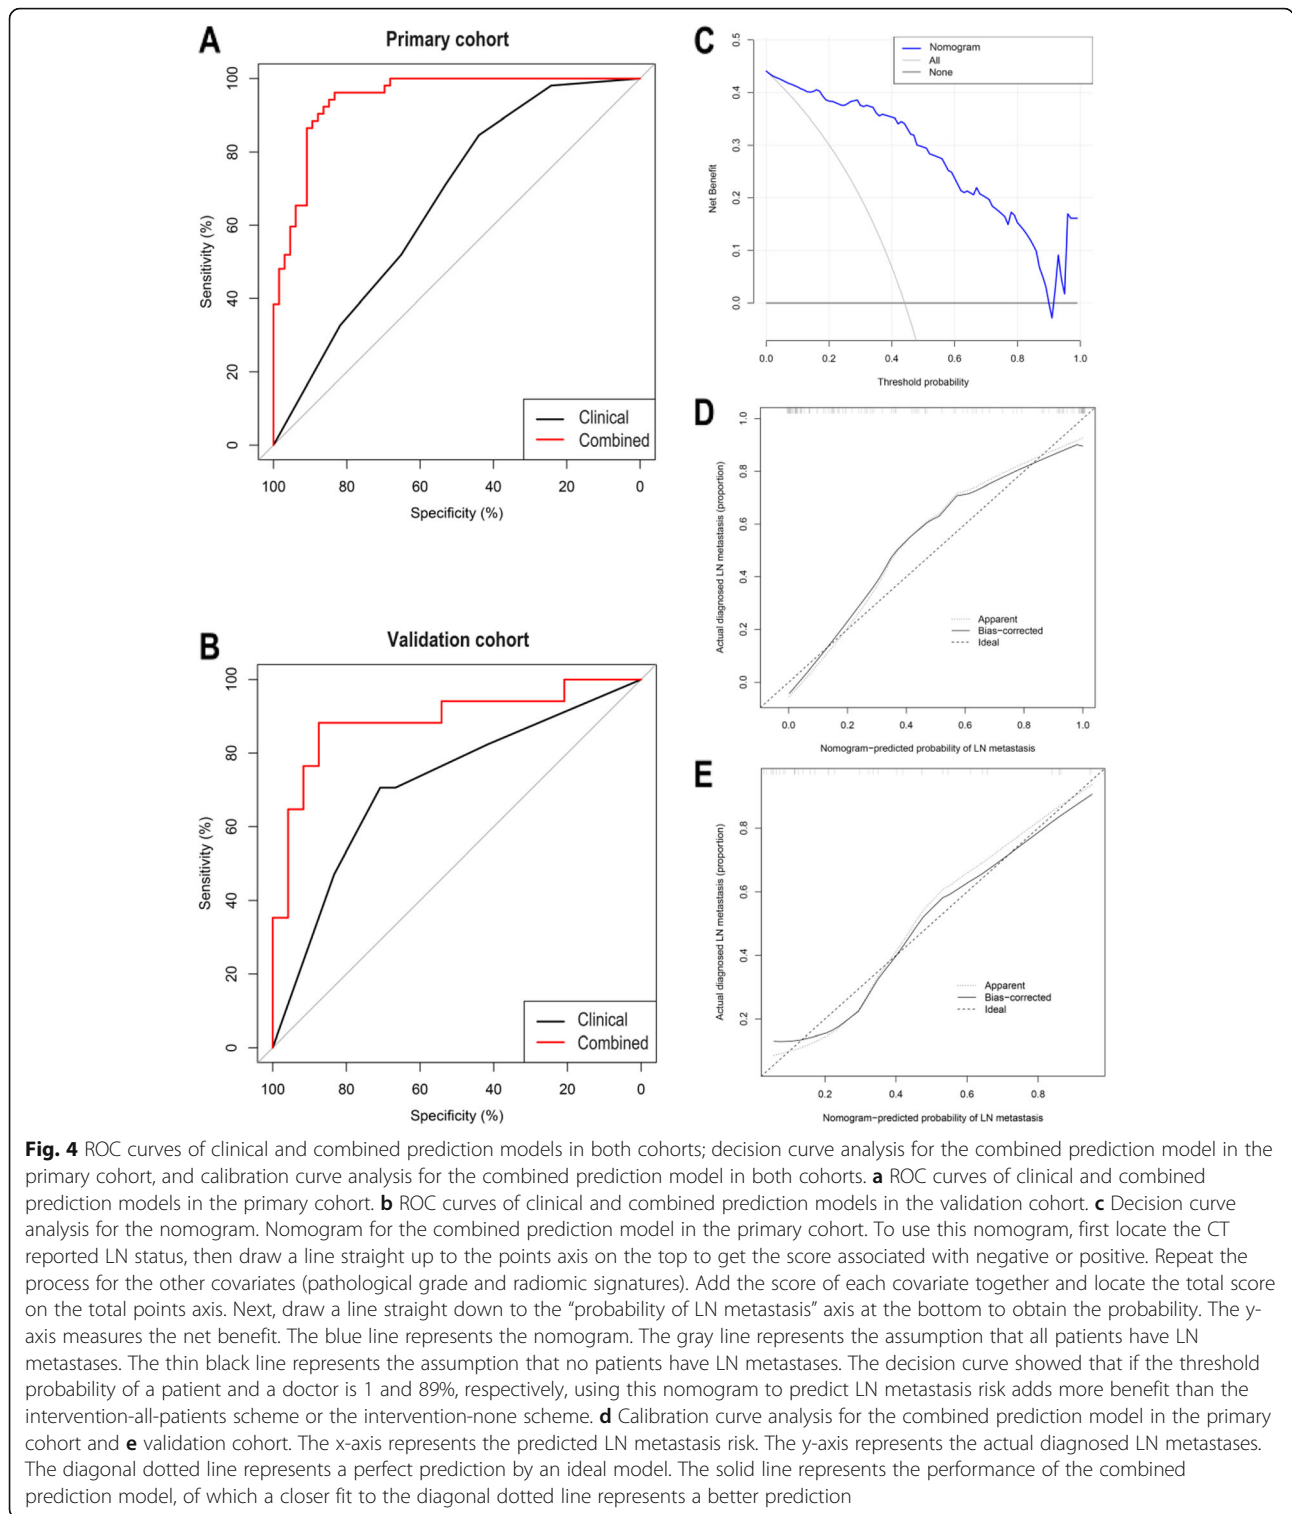 A
Primary cohort
Sensitivity (%)
100
80
60
40
20
0
Clinical
Combined
100
80
60
40
20
0
Specificity (%)
B
Validation cohort
Sensitivity (%)
100
80
60
40
20
0
Clinical
Combined
100
80
60
40
20
0
Specificity (%)
C
Net Benefit
0.5
0.4
0.3
0.2
0.1
0.0
Nomogram
All
None
0.0
0.2
0.4
0.6
0.8
1.0
Threshold probability
D
Actual diagnosed LN metastasis (proportion)
1.0
0.8
0.6
0.4
0.2
0.0
Apparent
Bias−corrected
Ideal
0.0
0.2
0.4
0.6
0.8
1.0
Nomogram−predicted probability of LN metastasis
E
Actual diagnosed LN metastasis (proportion)
0.8
0.6
0.4
0.2
Apparent
Bias−corrected
Ideal
0.2
0.4
0.6
0.8
Nomogram−predicted probability of LN metastasis
Fig. 4 ROC curves of clinical and combined prediction models in both cohorts; decision curve analysis for the combined prediction model in the
primary cohort, and calibration curve analysis for the combined prediction model in both cohorts. a ROC curves of clinical and combined
prediction models in the primary cohort. b ROC curves of clinical and combined prediction models in the validation cohort. c Decision curve
analysis for the nomogram. Nomogram for the combined prediction model in the primary cohort. To use this nomogram, first locate the CT
reported LN status, then draw a line straight up to the points axis on the top to get the score associated with negative or positive. Repeat the
process for the other covariates (pathological grade and radiomic signatures). Add the score of each covariate together and locate the total score
on the total points axis. Next, draw a line straight down to the “probability of LN metastasis” axis at the bottom to obtain the probability. The y-
axis measures the net benefit. The blue line represents the nomogram. The gray line represents the assumption that all patients have LN
metastases. The thin black line represents the assumption that no patients have LN metastases. The decision curve showed that if the threshold
probability of a patient and a doctor is 1 and 89%, respectively, using this nomogram to predict LN metastasis risk adds more benefit than the
intervention-all-patients scheme or the intervention-none scheme. d Calibration curve analysis for the combined prediction model in the primary
cohort and e validation cohort. The x-axis represents the predicted LN metastasis risk. The y-axis represents the actual diagnosed LN metastases.
The diagonal dotted line represents a perfect prediction by an ideal model. The solid line represents the performance of the combined
prediction model, of which a closer fit to the diagonal dotted line represents a better prediction